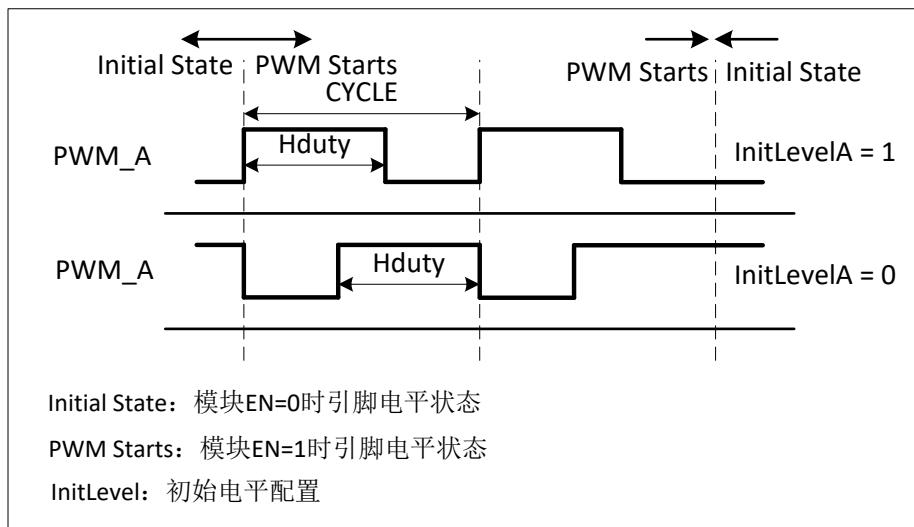 Initial State PWM Starts PWM Starts Initial State
CYCLE
PWM_A Hduty InitLevelA = 1
PWM_A Hduty InitLevelA = 0
Initial State：模块EN=0时引脚电平状态
PWM Starts：模块EN=1时引脚电平状态
InitLevel：初始电平配置